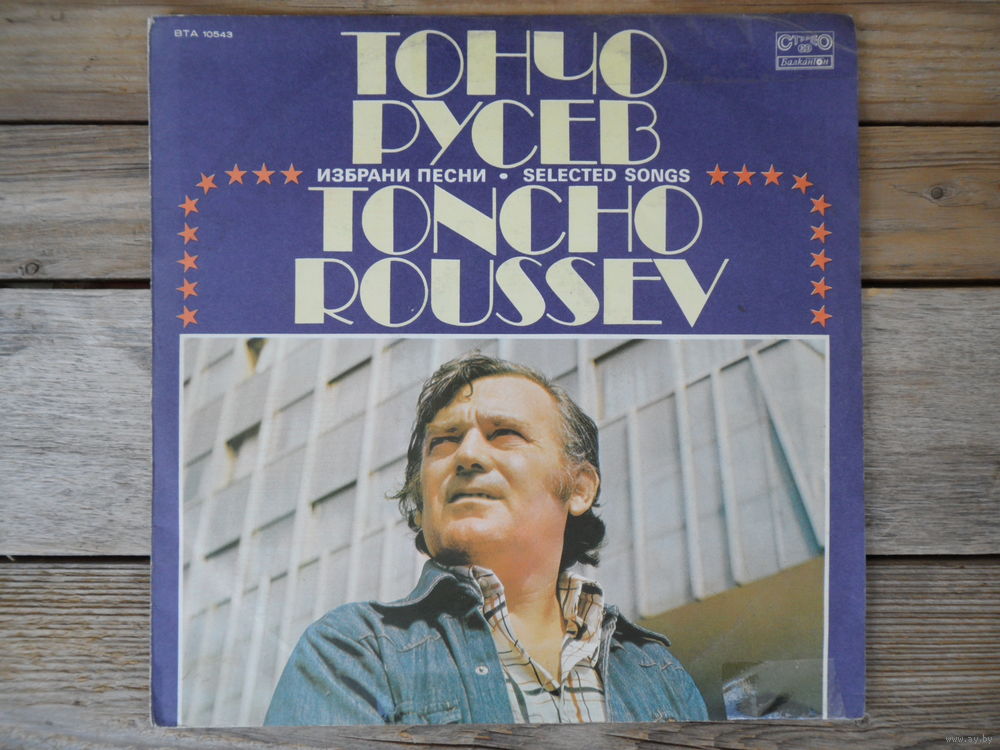 ВТА 10543
ТОНЧО
РУСЕВ
СТЕРЕО
Балкантон
ИЗБРАНИ ПЕСНИ • SELECTED SONGS
TONCHO
ROUSSEV
www.ay.by